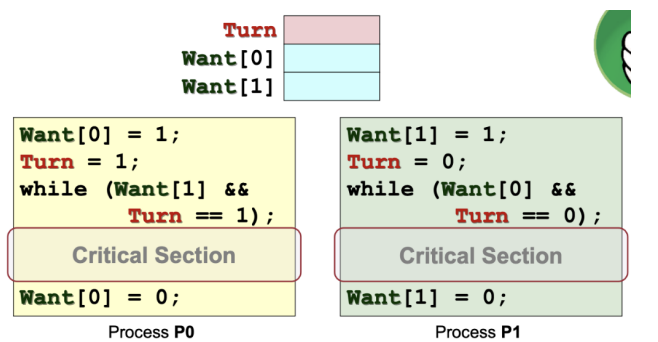 Turn
Want[0]
Want[1]
Want[0] = 1;
Turn = 1;
while (Want[1] &&
Turn == 1);
Critical Section
Want[0] = 0;
Process P0
Want[1] = 1;
Turn = 0;
while (Want[0] &&
Turn == 0);
Critical Section
Want[1] = 0;
Process P1